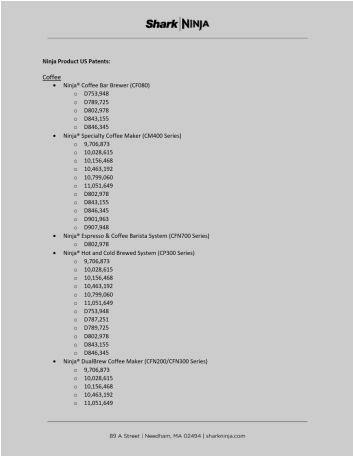 Shark NINJA
Ninja Product US Patents:
Coffee
• Ninja® Coffee Bar Brewer (CF080)
o D753,948
o D789,725
o D802,978
o D843,155
o D846,345
• Ninja® Specialty Coffee Maker (CM400 Series)
o 9,706,873
o 10,028,615
o 10,156,468
o 10,463,192
o 10,799,060
o 11,051,649
o D802,978
o D843,155
o D846,345
o D901,963
o D907,948
• Ninja® Espresso & Coffee Barista System (CFN700 Series)
o D802,978
• Ninja® Hot and Cold Brewed System (CP300 Series)
o 9,706,873
o 10,028,615
o 10,156,468
o 10,463,192
o 10,799,060
o 11,051,649
o D753,948
o D787,251
o D789,725
o D802,978
o D843,155
o D846,345
• Ninja® DualBrew Coffee Maker (CFN200/CFN300 Series)
o 9,706,873
o 10,028,615
o 10,156,468
o 10,463,192
o 11,051,649
89 A Street | Needham, MA 02494 | sharkninja.com